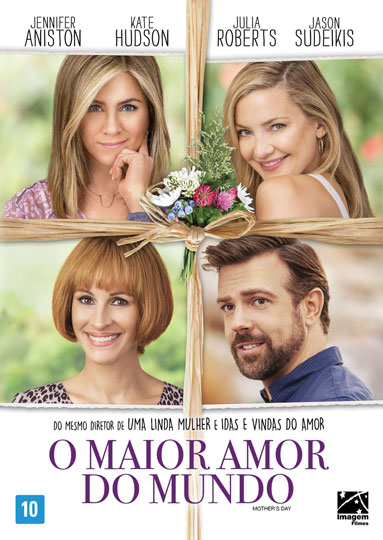 JENNIFER ANISTON
KATE HUDSON
JULIA ROBERTS
JASON SUDEIKIS
DO MESMO DIRETOR DE UMA LINDA MULHER E IDAS E VINDAS DO AMOR
O MAIOR AMOR
DO MUNDO
MOTHER'S DAY
10
Imagem
Filmes